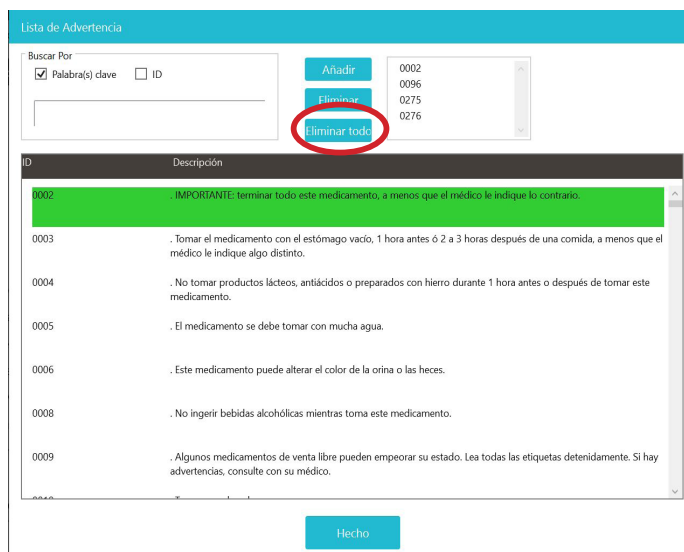 Lista de Advertencia
Buscar Por
Palabra(s) clave
ID
Añadir
Eliminar
Eliminar todo
0002
0096
0275
0276
ID Descripción
0002 . IMPORTANTE: terminar todo este medicamento, a menos que el médico le indique lo contrario.
0003 . Tomar el medicamento con el estómago vacío, 1 hora antes ó 2 a 3 horas después de una comida, a menos que el
médico le indique algo distinto.
0004 . No tomar productos lácteos, antiácidos o preparados con hierro durante 1 hora antes o después de tomar este
medicamento.
0005 . El medicamento se debe tomar con mucha agua.
0006 . Este medicamento puede alterar el color de la orina o las heces.
0008 . No ingerir bebidas alcohólicas mientras toma este medicamento.
0009 . Algunos medicamentos de venta libre pueden empeorar su estado. Lea todas las etiquetas detenidamente. Si hay
advertencias, consulte con su médico.
Hecho